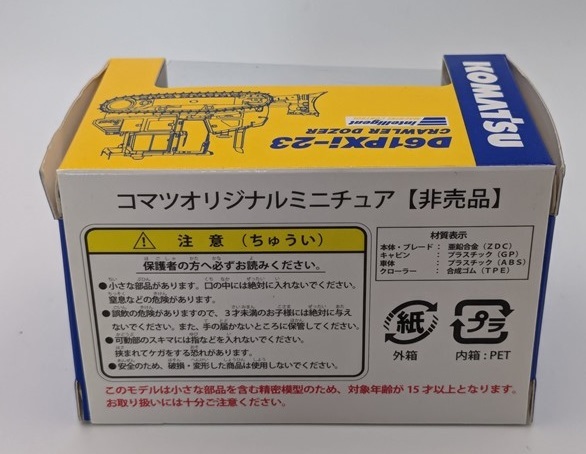 KOMATSU
D61PXi-23
CRAWLER DOZER
intelligent
コマツオリジナルミニチュア【非売品】
⚠ 注意（ちゅうい）
保護者の方へ必ずお読みください。
●小さな部品があります。口の中には絶対に入れないでください。
窒息などの危険があります。
●誤飲の危険がありますので、3才未満のお子様には絶対に与え
ないでください。また、手の届かないところに保管してください。
●可動部のスキマには指などを入れないでください。
挟まれてケガをする恐れがあります。
●安全のため、破損・変形した商品は使用しないでください。
材質表示
本体・ブレード：亜鉛合金（ZDC）
キャビン：プラスチック（GP）
車体：プラスチック（ABS）
クローラー：合成ゴム（TPE）
紙
外箱
プラ
内箱：PET
このモデルは小さな部品を含む精密模型のため、対象年齢が15才以上となります。
お取り扱いには十分ご注意ください。